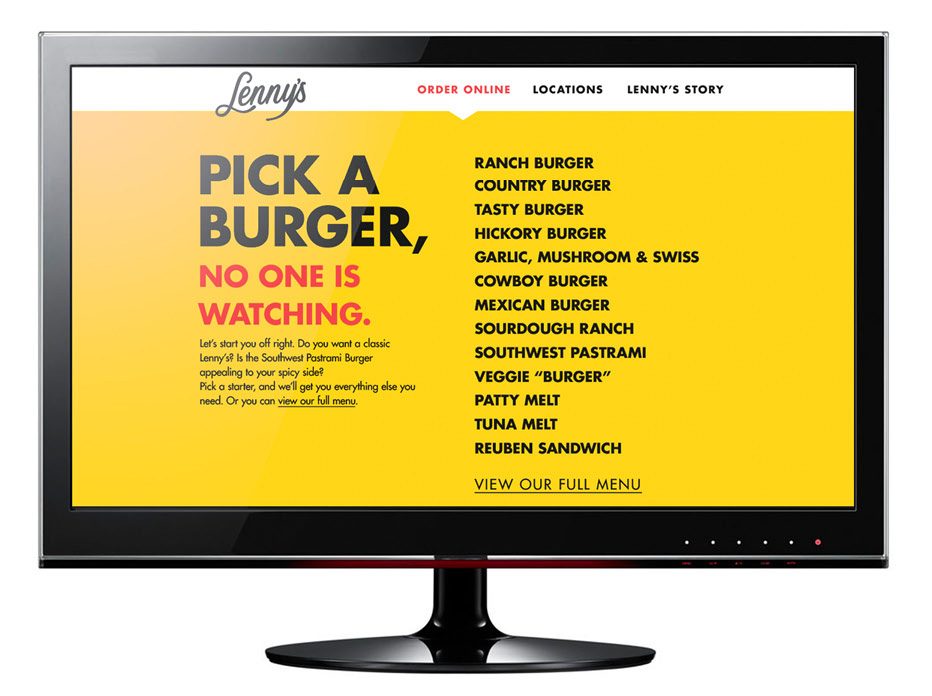 Lenny's
ORDER ONLINE LOCATIONS LENNY'S STORY
PICK A
BURGER,
NO ONE IS
WATCHING.
Let's start you off right. Do you want a classic
Lenny's? Is the Southwest Pastrami Burger
appealing to your spicy side?
Pick a starter, and we'll get you everything else you
need. Or you can view our full menu.
RANCH BURGER
COUNTRY BURGER
TASTY BURGER
HICKORY BURGER
GARLIC, MUSHROOM & SWISS
COWBOY BURGER
MEXICAN BURGER
SOURDOUGH RANCH
SOUTHWEST PASTRAMI
VEGGIE “BURGER”
PATTY MELT
TUNA MELT
REUBEN SANDWICH
VIEW OUR FULL MENU